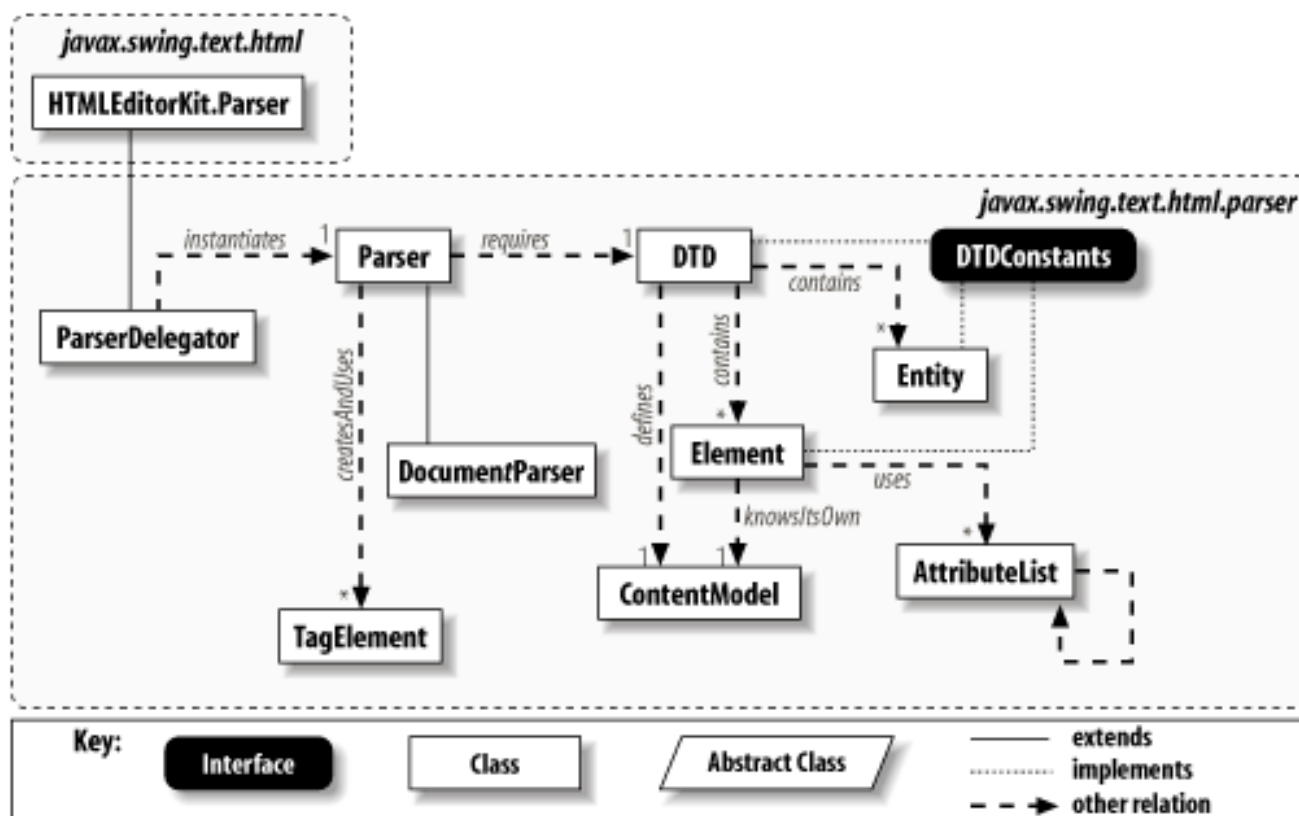 javax.swing.text.html
HTMLEditorKit.Parser
javax.swing.text.html.parser
instantiates
1
Parser
requires
1
DTD
DTDConstants
contains
ParserDelegator
*
Entity
createsAndUses
contains
defines
*
Element
DocumentParser
uses
knowsItsOwn
*
1
1
AttributeList
ContentModel
*
TagElement
Key:
Interface
Class
Abstract Class
extends
implements
other relation